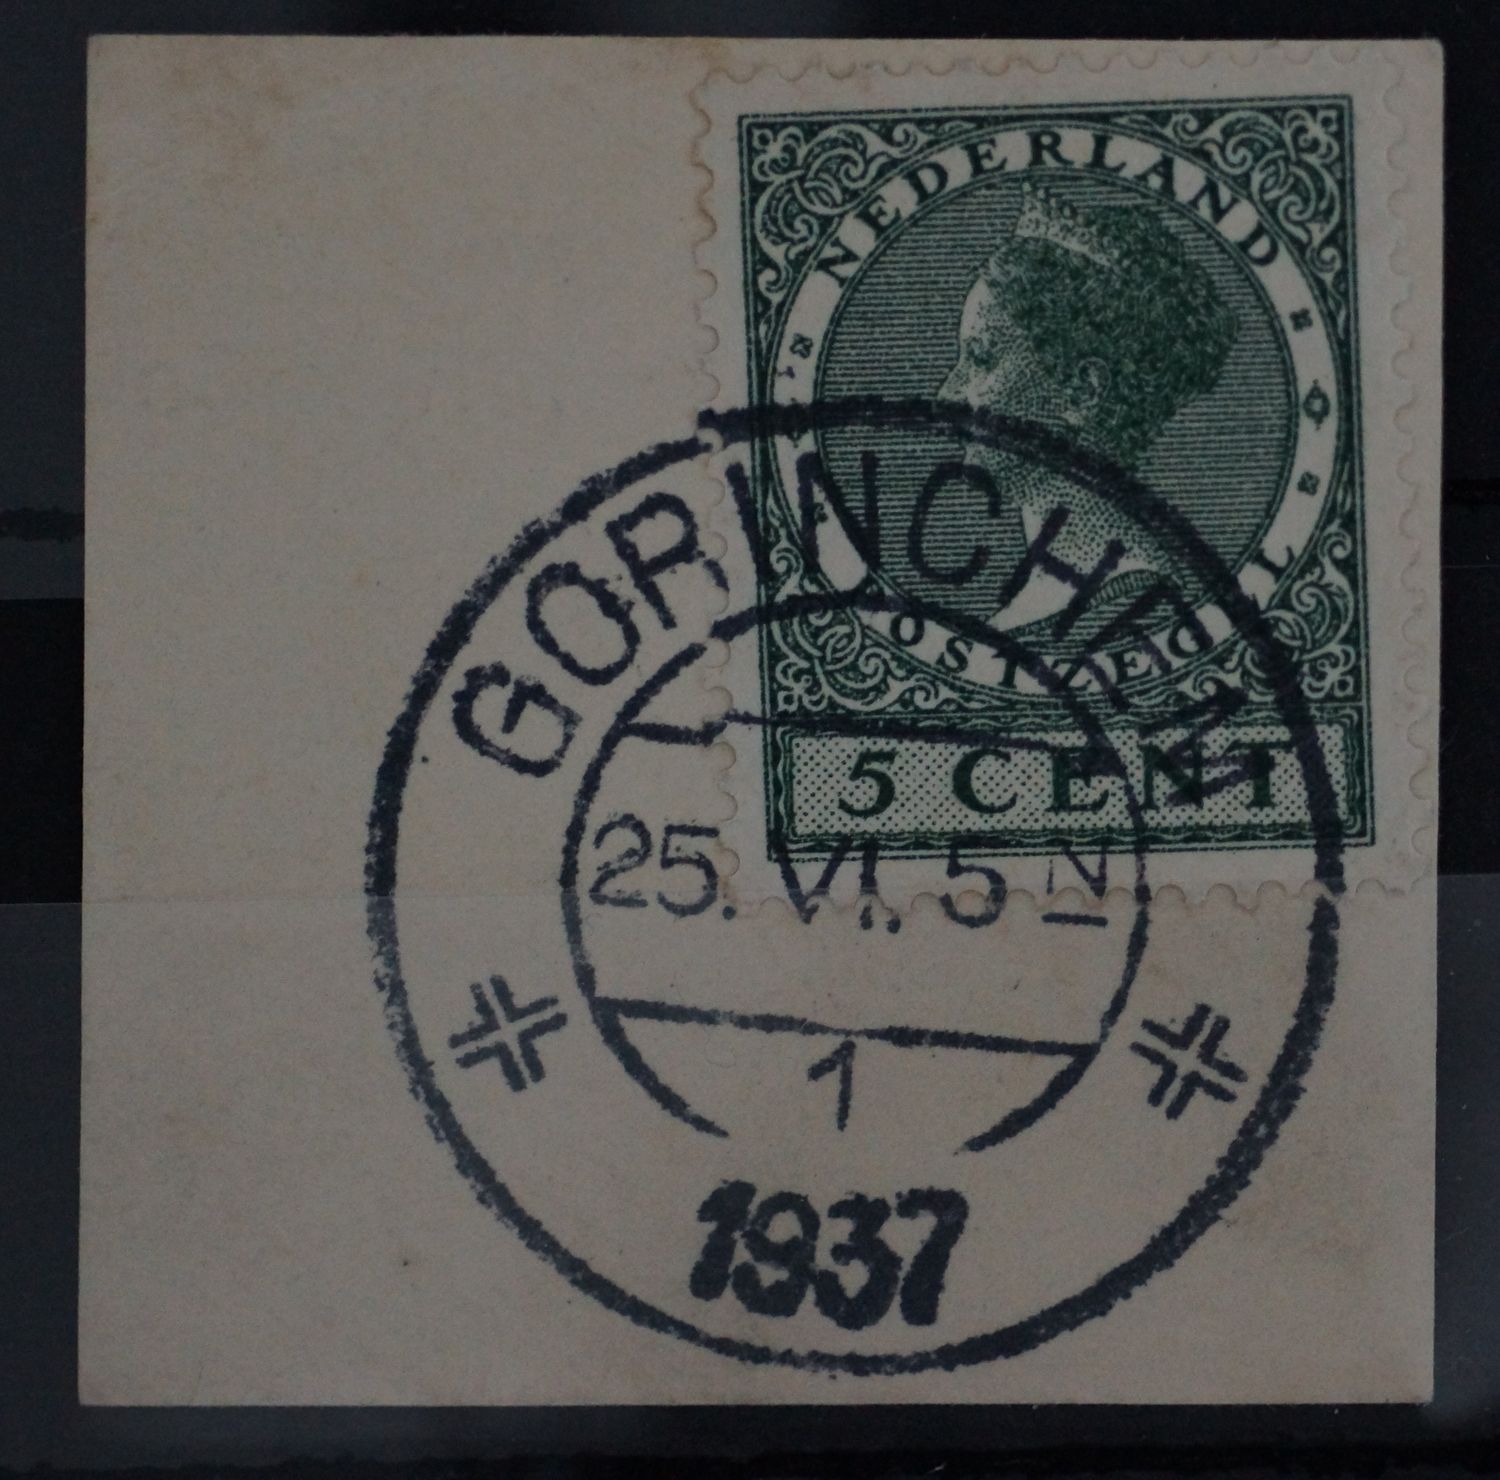 NEDERLAND
POSTZEGEL
5 CENT
GORINCHEM
25. VI. 5 N
1
1937